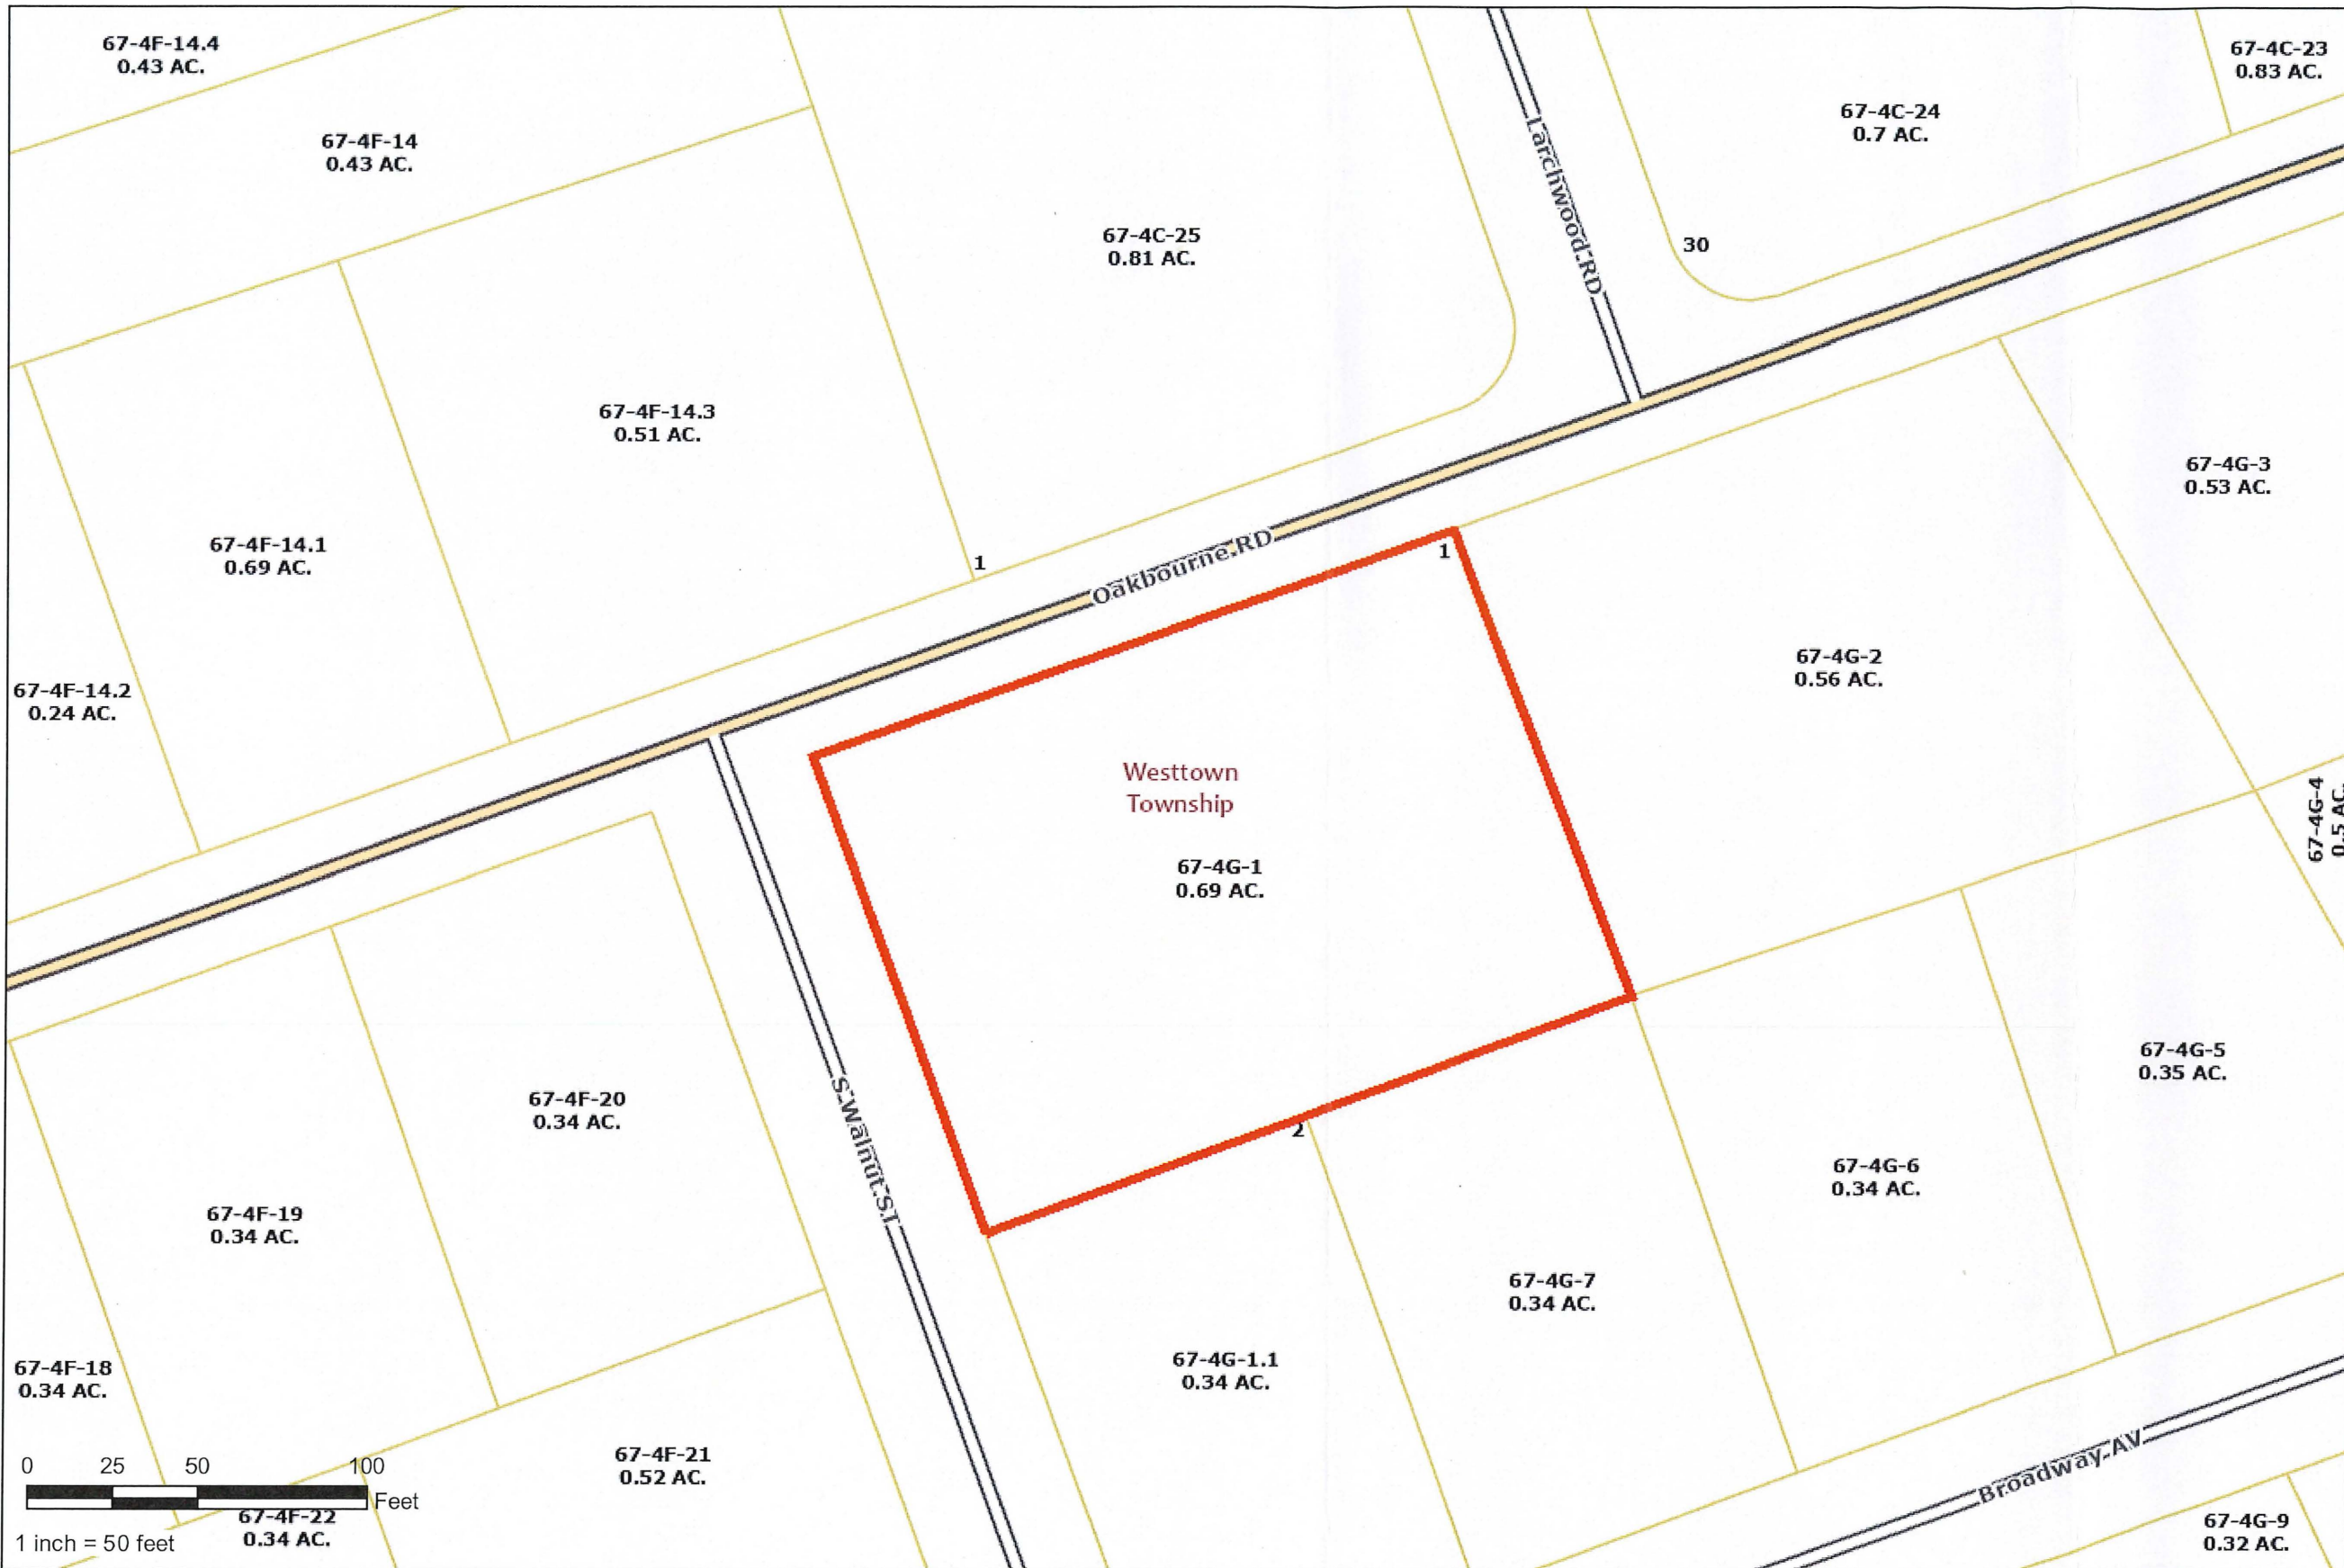 67-4F-14.4
0.43 AC.
67-4F-14
0.43 AC.
67-4C-25
0.81 AC.
Larchwood RD
67-4C-24
0.7 AC.
67-4C-23
0.83 AC.
30
67-4F-14.3
0.51 AC.
67-4F-14.1
0.69 AC.
67-4F-14.2
0.24 AC.
1
Oakbourne RD
1
67-4G-3
0.53 AC.
67-4G-2
0.56 AC.
67-4G-4
0.5 AC.
Westtown
Township
67-4G-1
0.69 AC.
67-4F-20
0.34 AC.
S Walnut ST
2
67-4G-5
0.35 AC.
67-4G-6
0.34 AC.
67-4F-19
0.34 AC.
67-4G-7
0.34 AC.
67-4G-1.1
0.34 AC.
67-4F-18
0.34 AC.
67-4F-21
0.52 AC.
Broadway AV
67-4F-22
0.34 AC.
67-4G-9
0.32 AC.
0 25 50 100
Feet
1 inch = 50 feet